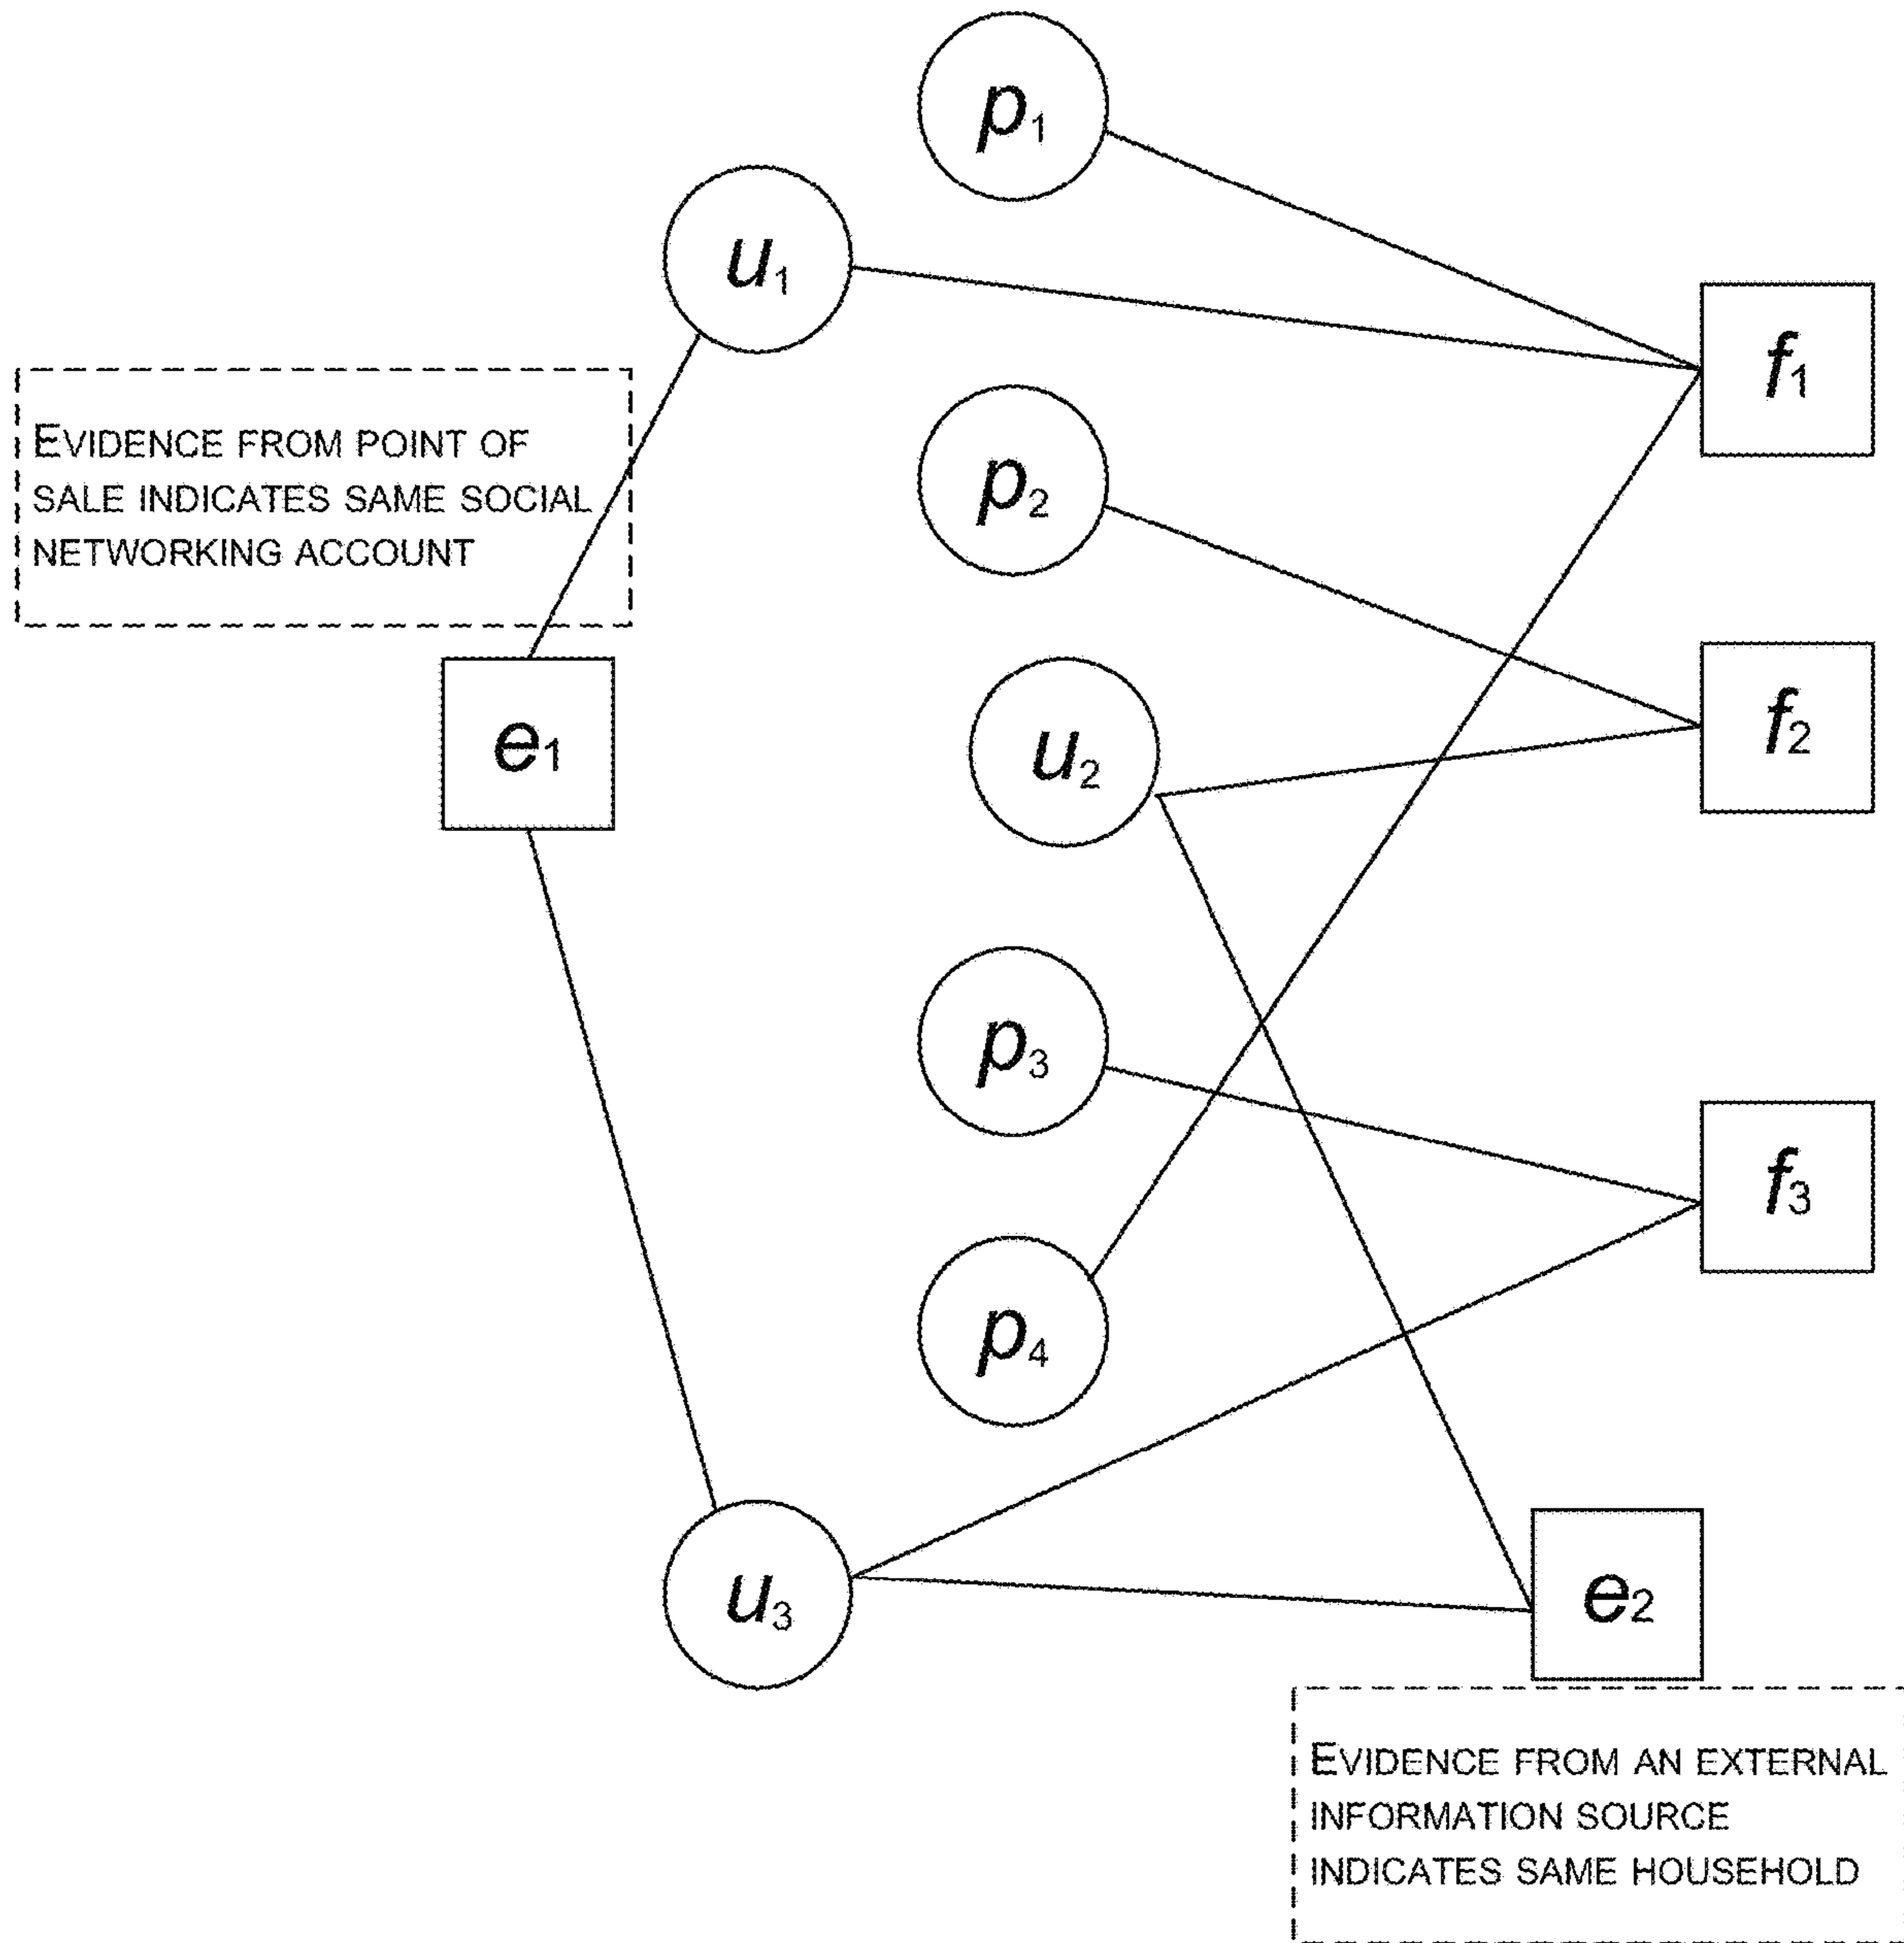 p1
u1
f1
EVIDENCE FROM POINT OF
SALE INDICATES SAME SOCIAL
NETWORKING ACCOUNT
p2
e1
u2
f2
p3
f3
p4
u3
e2
EVIDENCE FROM AN EXTERNAL
INFORMATION SOURCE
INDICATES SAME HOUSEHOLD